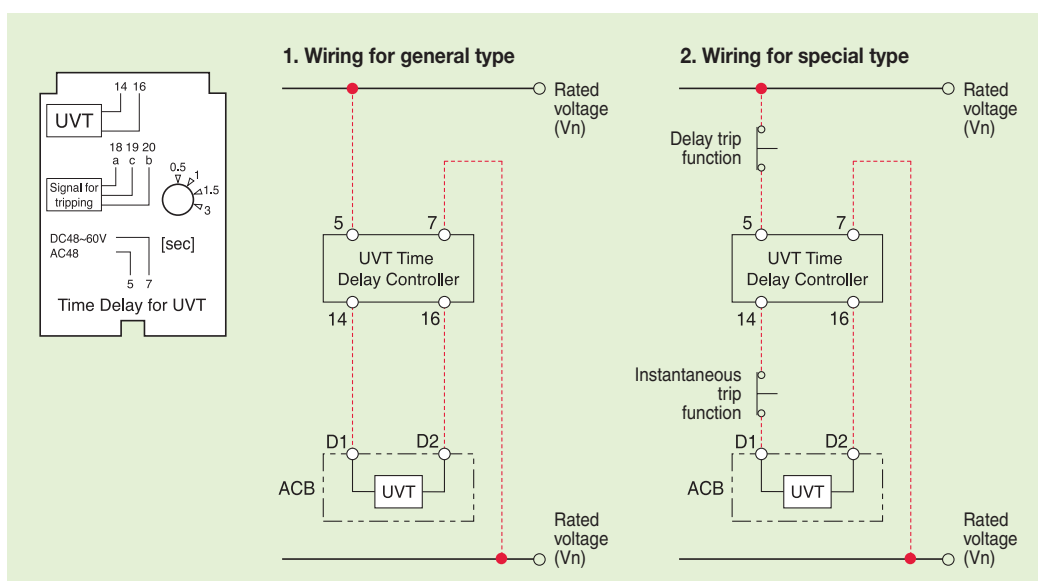 14 16
UVT
18 19 20
a c b
Signal for
tripping
0.5
1
1.5
3
DC48~60V
AC48
[sec]
5 7
Time Delay for UVT
1. Wiring for general type
Rated
voltage
(Vn)
5 7
UVT Time
Delay Controller
14 16
D1 D2
ACB
UVT
Rated
voltage
(Vn)
2. Wiring for special type
Rated
voltage
(Vn)
Delay trip
function
5 7
UVT Time
Delay Controller
14 16
Instantaneous
trip
function
D1 D2
ACB
UVT
Rated
voltage
(Vn)